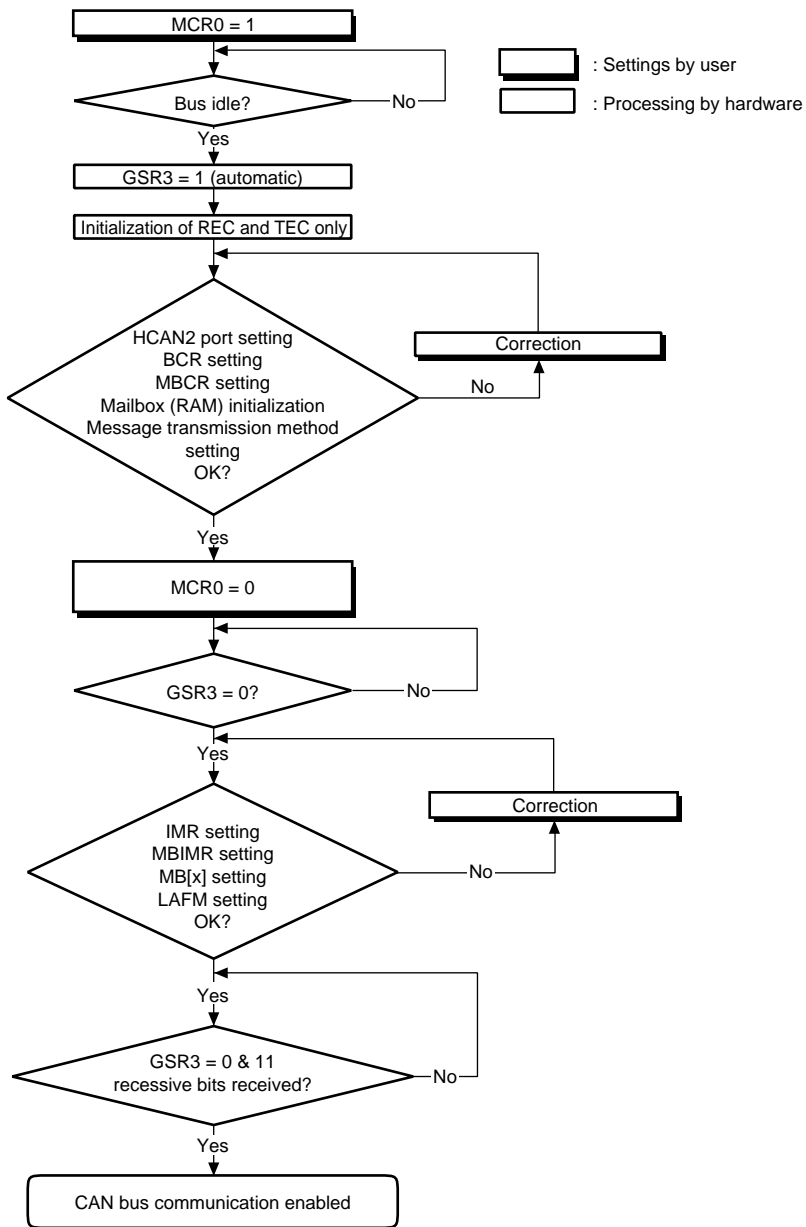 MCR0 = 1
: Settings by user
: Processing by hardware
Bus idle?
No
Yes
GSR3 = 1 (automatic)
Initialization of REC and TEC only
HCAN2 port setting
BCR setting
MBCR setting
Mailbox (RAM) initialization
Message transmission method
setting
OK?
Correction
No
Yes
MCR0 = 0
GSR3 = 0?
No
Yes
Correction
IMR setting
MBIMR setting
MB[x] setting
LAFM setting
OK?
No
Yes
GSR3 = 0 & 11
recessive bits received?
No
Yes
CAN bus communication enabled